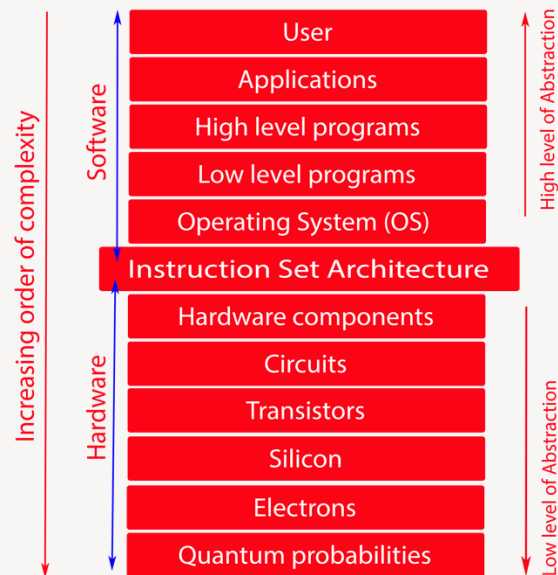 User
Applications
High level programs
Low level programs
Operating System (OS)
Instruction Set Architecture
Hardware components
Circuits
Transistors
Silicon
Electrons
Quantum probabilities
Increasing order of complexity
Software
Hardware
High level of Abstraction
Low level of Abstraction